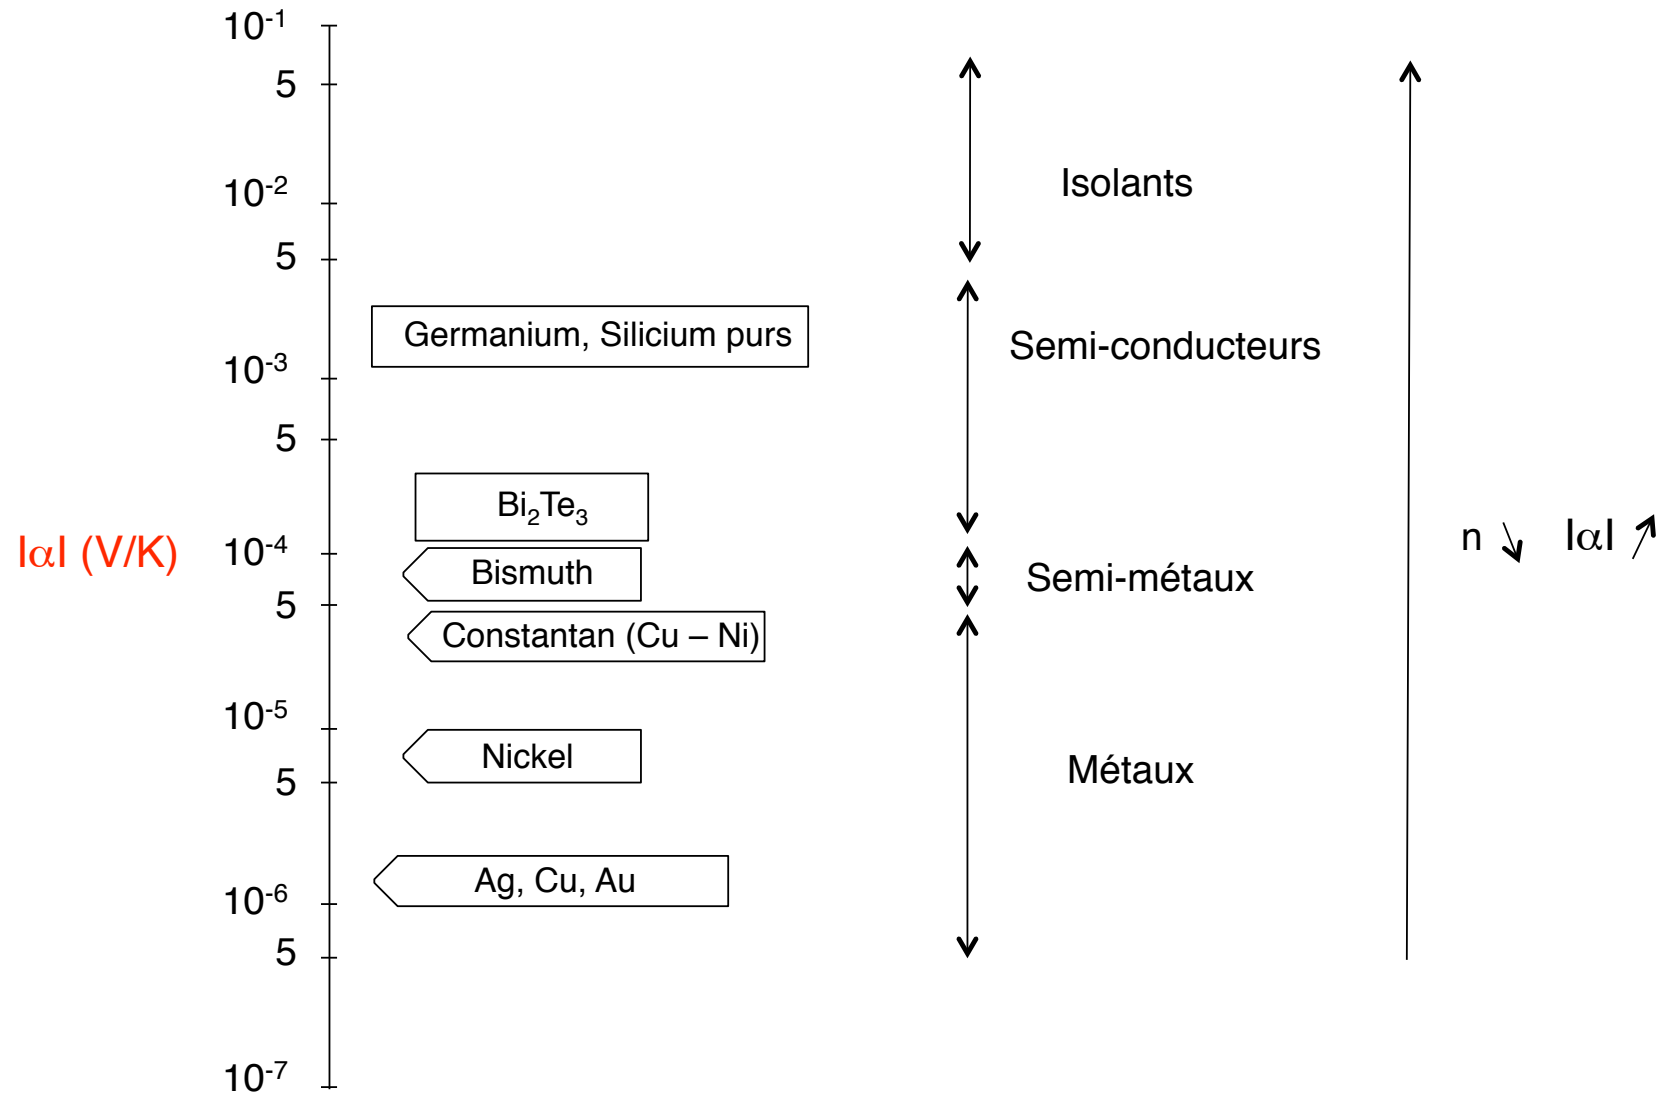 10-1
5
10-2
Isolants
5
Germanium, Silicium purs
Semi-conducteurs
10-3
5
Bi2Te3
IαI (V/K)
10-4
n IαI
Bismuth
Semi-métaux
5
Constantan (Cu – Ni)
10-5
Nickel
Métaux
5
Ag, Cu, Au
10-6
5
10-7